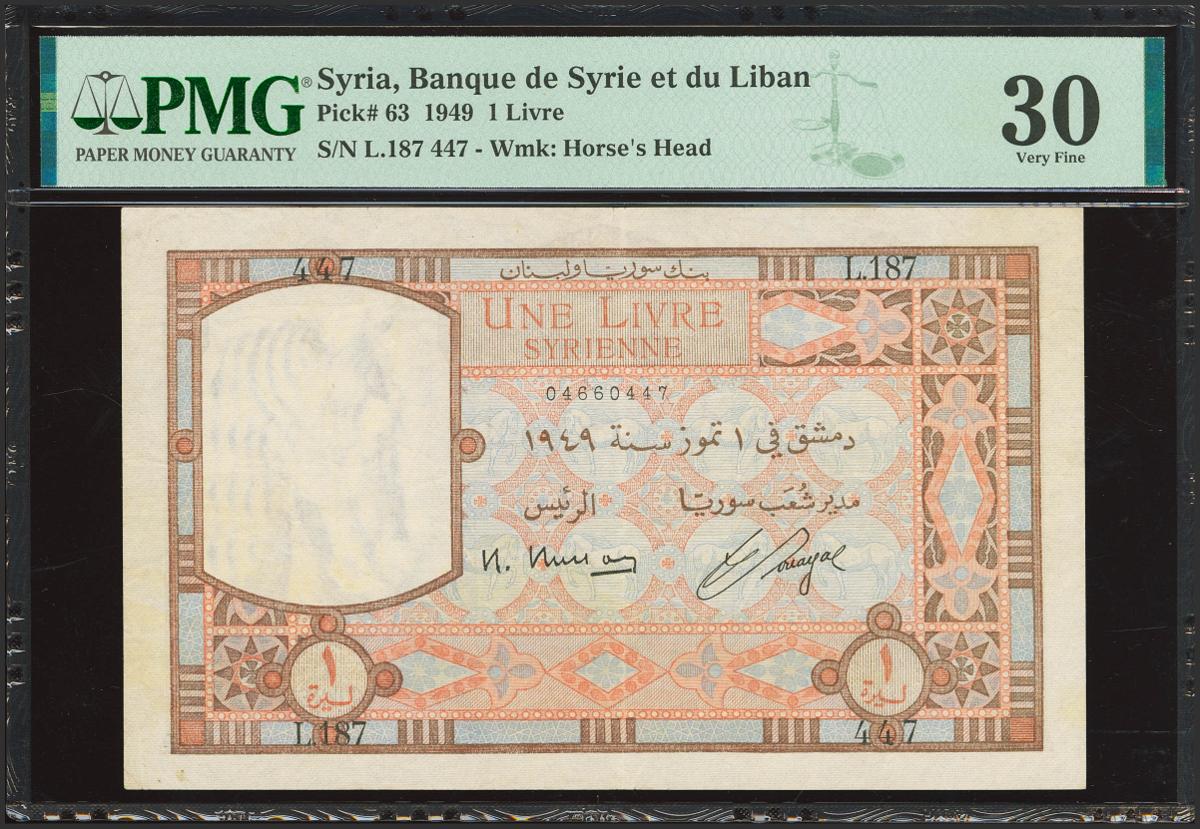 PMG®
PAPER MONEY GUARANTY
Syria, Banque de Syrie et du Liban
Pick# 63 1949 1 Livre
S/N L.187 447 - Wmk: Horse's Head
30
Very Fine
447
بنك سوريا ولبنان
L.187
UNE LIVRE
SYRIENNE
04660447
دمشق في ١ تموز سنة ١٩٤٩
مدير شُعَب سوريا
الرئيس
١
ليرة
١
ليرة
L.187
447